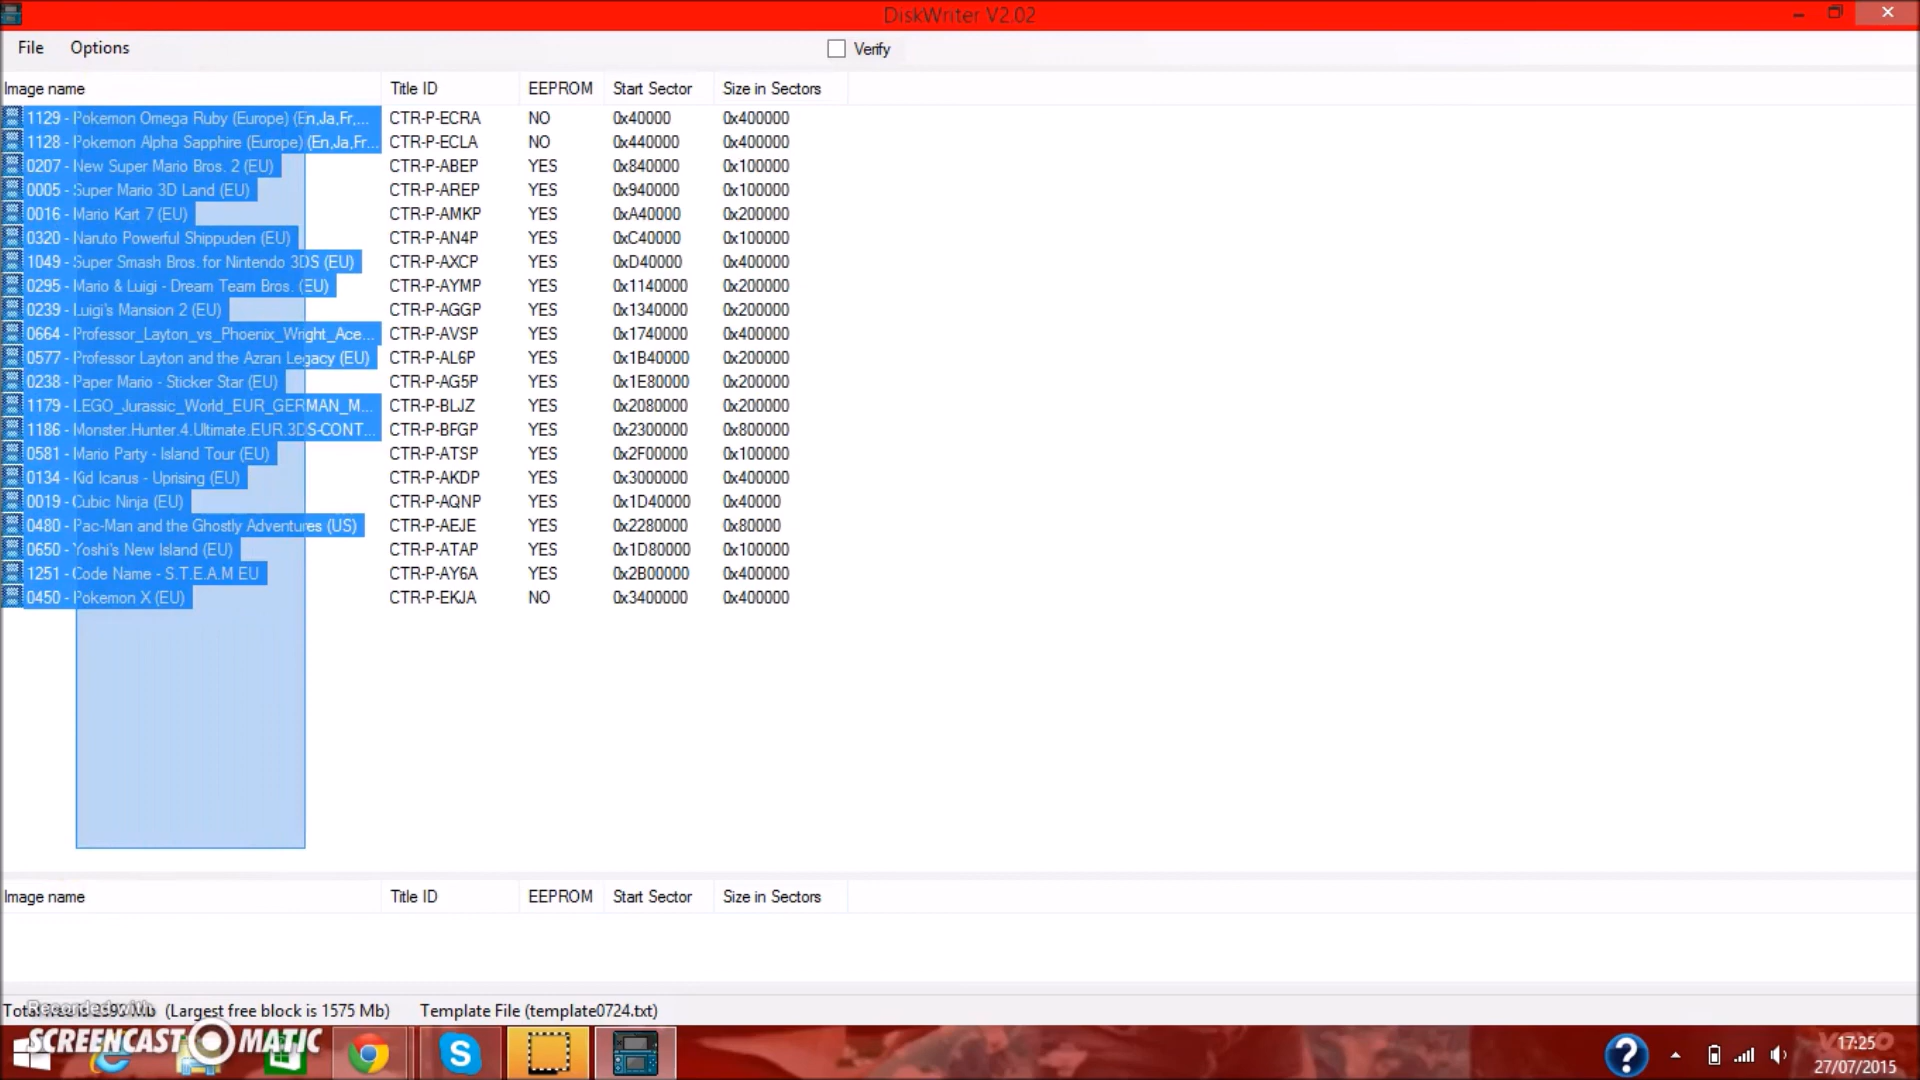 DiskWriter V2.02
File Options Verify
Image name Title ID EEPROM Start Sector Size in Sectors
1129 - Pokemon Omega Ruby (Europe) (En,Ja,Fr,... CTR-P-ECRA NO 0x40000 0x400000
1128 - Pokemon Alpha Sapphire (Europe) (En,Ja,Fr... CTR-P-ECLA NO 0x440000 0x400000
0207 - New Super Mario Bros. 2 (EU) CTR-P-ABEP YES 0x840000 0x100000
0005 - Super Mario 3D Land (EU) CTR-P-AREP YES 0x940000 0x100000
0016 - Mario Kart 7 (EU) CTR-P-AMKP YES 0xA40000 0x200000
0320 - Naruto Powerful Shippuden (EU) CTR-P-AN4P YES 0xC40000 0x100000
1049 - Super Smash Bros. for Nintendo 3DS (EU) CTR-P-AXCP YES 0xD40000 0x400000
0295 - Mario & Luigi - Dream Team Bros. (EU) CTR-P-AYMP YES 0x1140000 0x200000
0239 - Luigi's Mansion 2 (EU) CTR-P-AGGP YES 0x1340000 0x200000
0664 - Professor_Layton_vs_Phoenix_Wright_Ace... CTR-P-AVSP YES 0x1740000 0x400000
0577 - Professor Layton and the Azran Legacy (EU) CTR-P-AL6P YES 0x1B40000 0x200000
0238 - Paper Mario - Sticker Star (EU) CTR-P-AG5P YES 0x1E80000 0x200000
1179 - LEGO_Jurassic_World_EUR_GERMAN_M... CTR-P-BLJZ YES 0x2080000 0x200000
1186 - Monster.Hunter.4.Ultimate.EUR.3DS-CONT... CTR-P-BFGP YES 0x2300000 0x800000
0581 - Mario Party - Island Tour (EU) CTR-P-ATSP YES 0x2F00000 0x100000
0134 - Kid Icarus - Uprising (EU) CTR-P-AKDP YES 0x3000000 0x400000
0019 - Cubic Ninja (EU) CTR-P-AQNP YES 0x1D40000 0x40000
0480 - Pac-Man and the Ghostly Adventures (US) CTR-P-AEJE YES 0x2280000 0x80000
0650 - Yoshi's New Island (EU) CTR-P-ATAP YES 0x1D80000 0x100000
1251 - Code Name - S.T.E.A.M EU CTR-P-AY6A YES 0x2B00000 0x400000
0450 - Pokemon X (EU) CTR-P-EKJA NO 0x3400000 0x400000
Image name Title ID EEPROM Start Sector Size in Sectors
Total free is Mb (Largest free block is 1575 Mb) Template File (template0724.txt)
Recorded with
SCREENCAST MATIC
17:25
27/07/2015